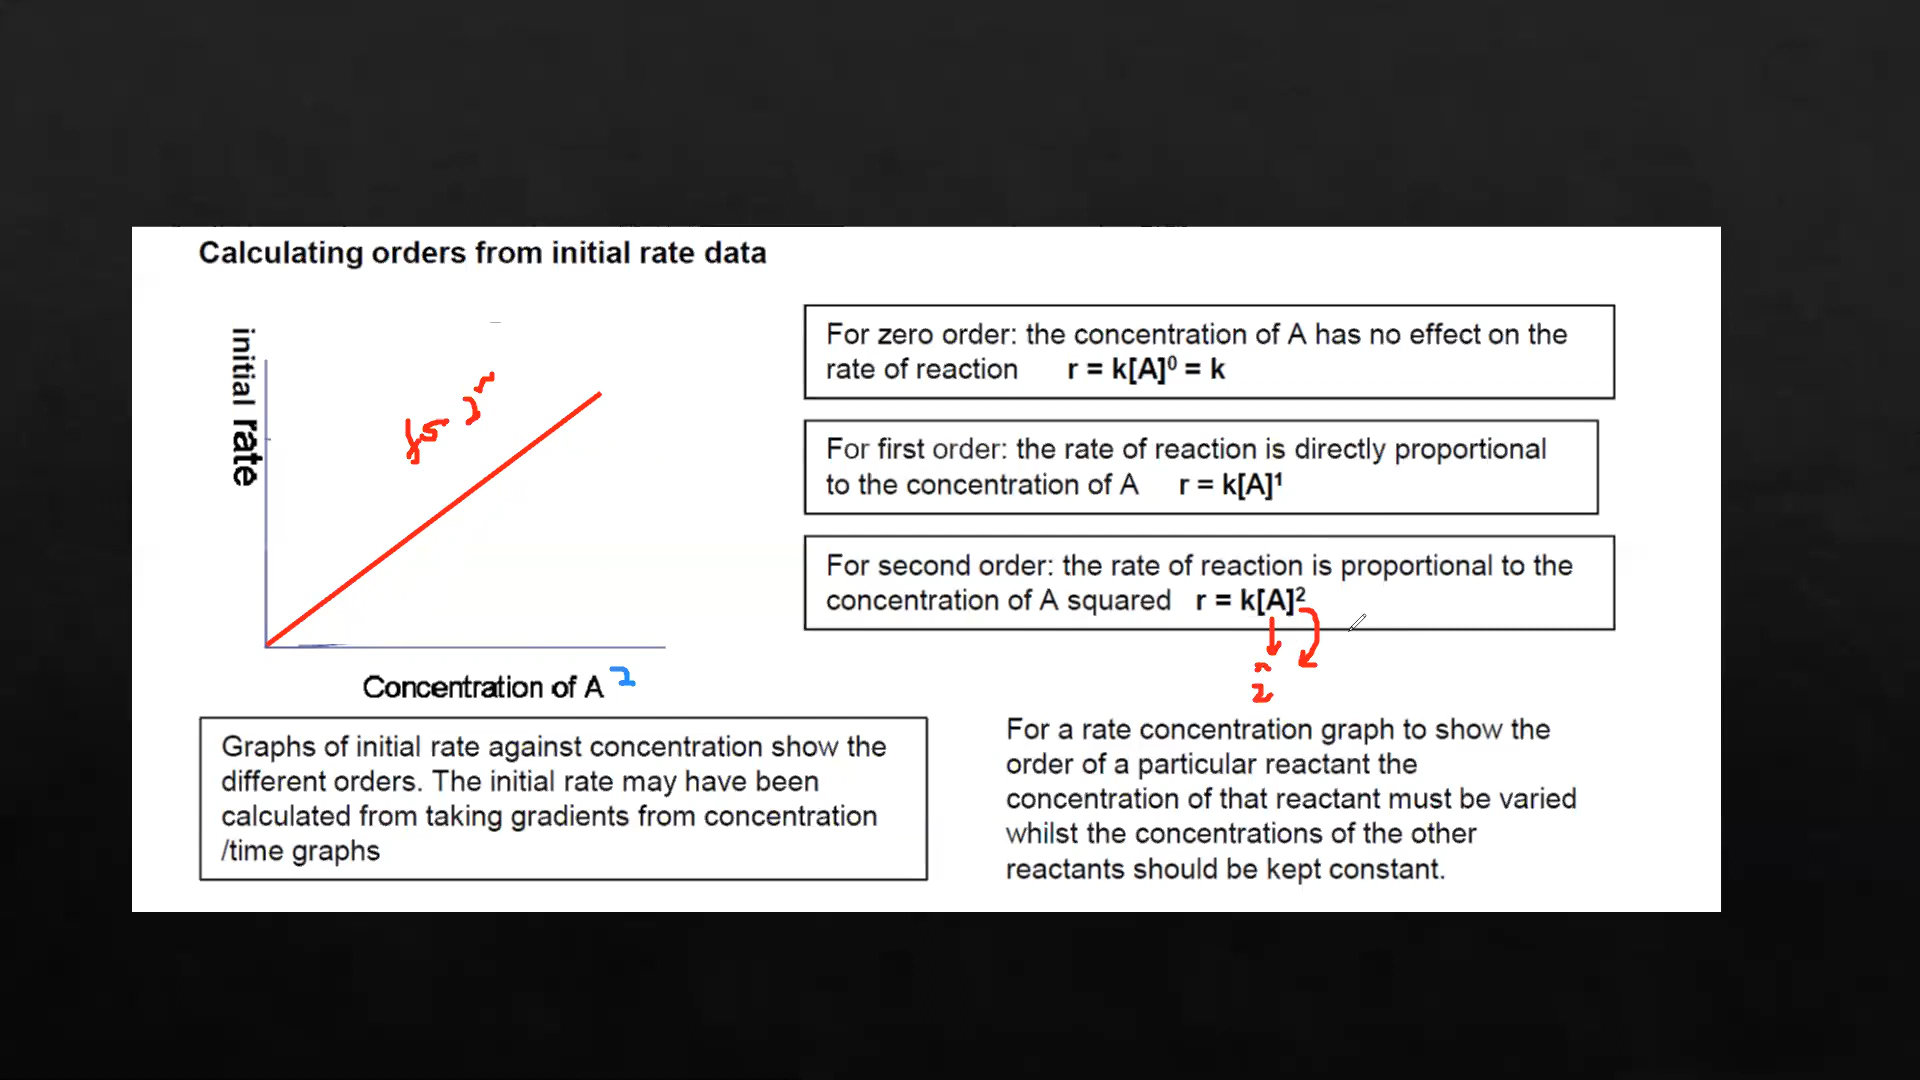 Calculating orders from initial rate data
initial rate
Concentration of A 2
For zero order: the concentration of A has no effect on the
rate of reaction r = k[A]⁰ = k
For first order: the rate of reaction is directly proportional
to the concentration of A r = k[A]¹
For second order: the rate of reaction is proportional to the
concentration of A squared r = k[A]²
2
Graphs of initial rate against concentration show the
different orders. The initial rate may have been
calculated from taking gradients from concentration
/time graphs
For a rate concentration graph to show the
order of a particular reactant the
concentration of that reactant must be varied
whilst the concentrations of the other
reactants should be kept constant.